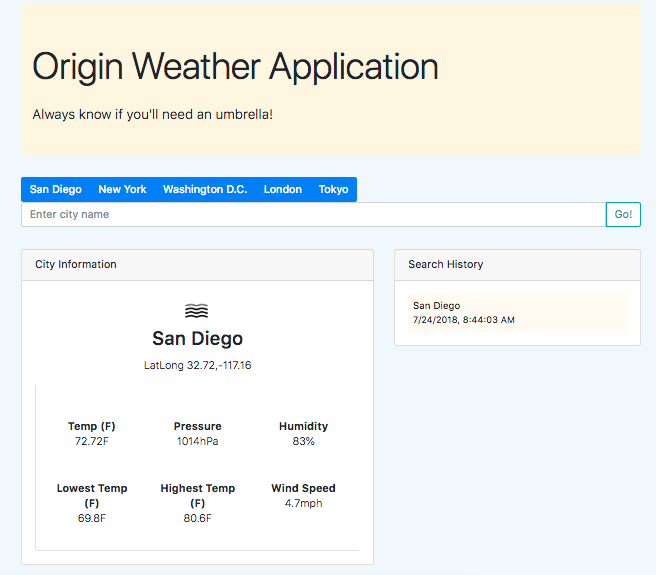 Origin Weather Application
Always know if you'll need an umbrella!
San Diego New York Washington D.C. London Tokyo
Enter city name Go!
City Information
San Diego
LatLong 32.72,-117.16
Temp (F) Pressure Humidity
72.72F 1014hPa 83%
Lowest Temp Highest Temp Wind Speed
(F) (F) 4.7mph
69.8F 80.6F
Search History
San Diego
7/24/2018, 8:44:03 AM